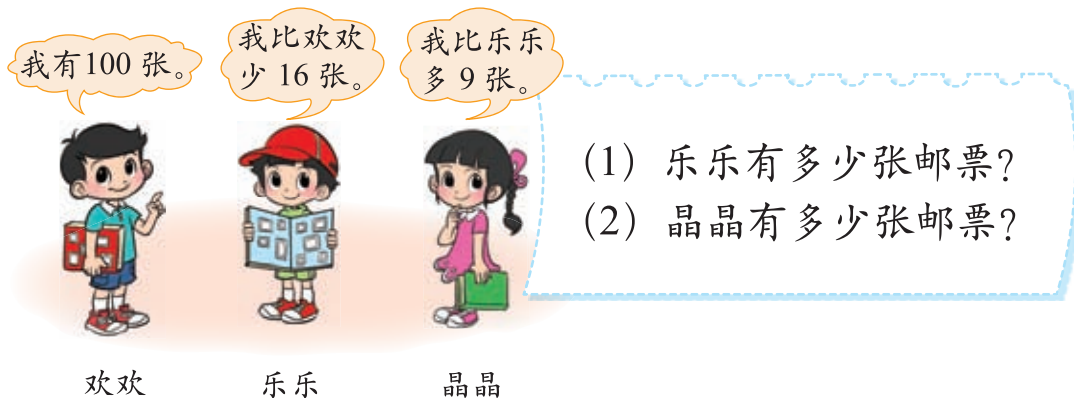 我有100 张。
我比欢欢
少 16 张。
我比乐乐
多 9 张。
(1) 乐乐有多少张邮票?
(2) 晶晶有多少张邮票?
欢欢
乐乐
晶晶